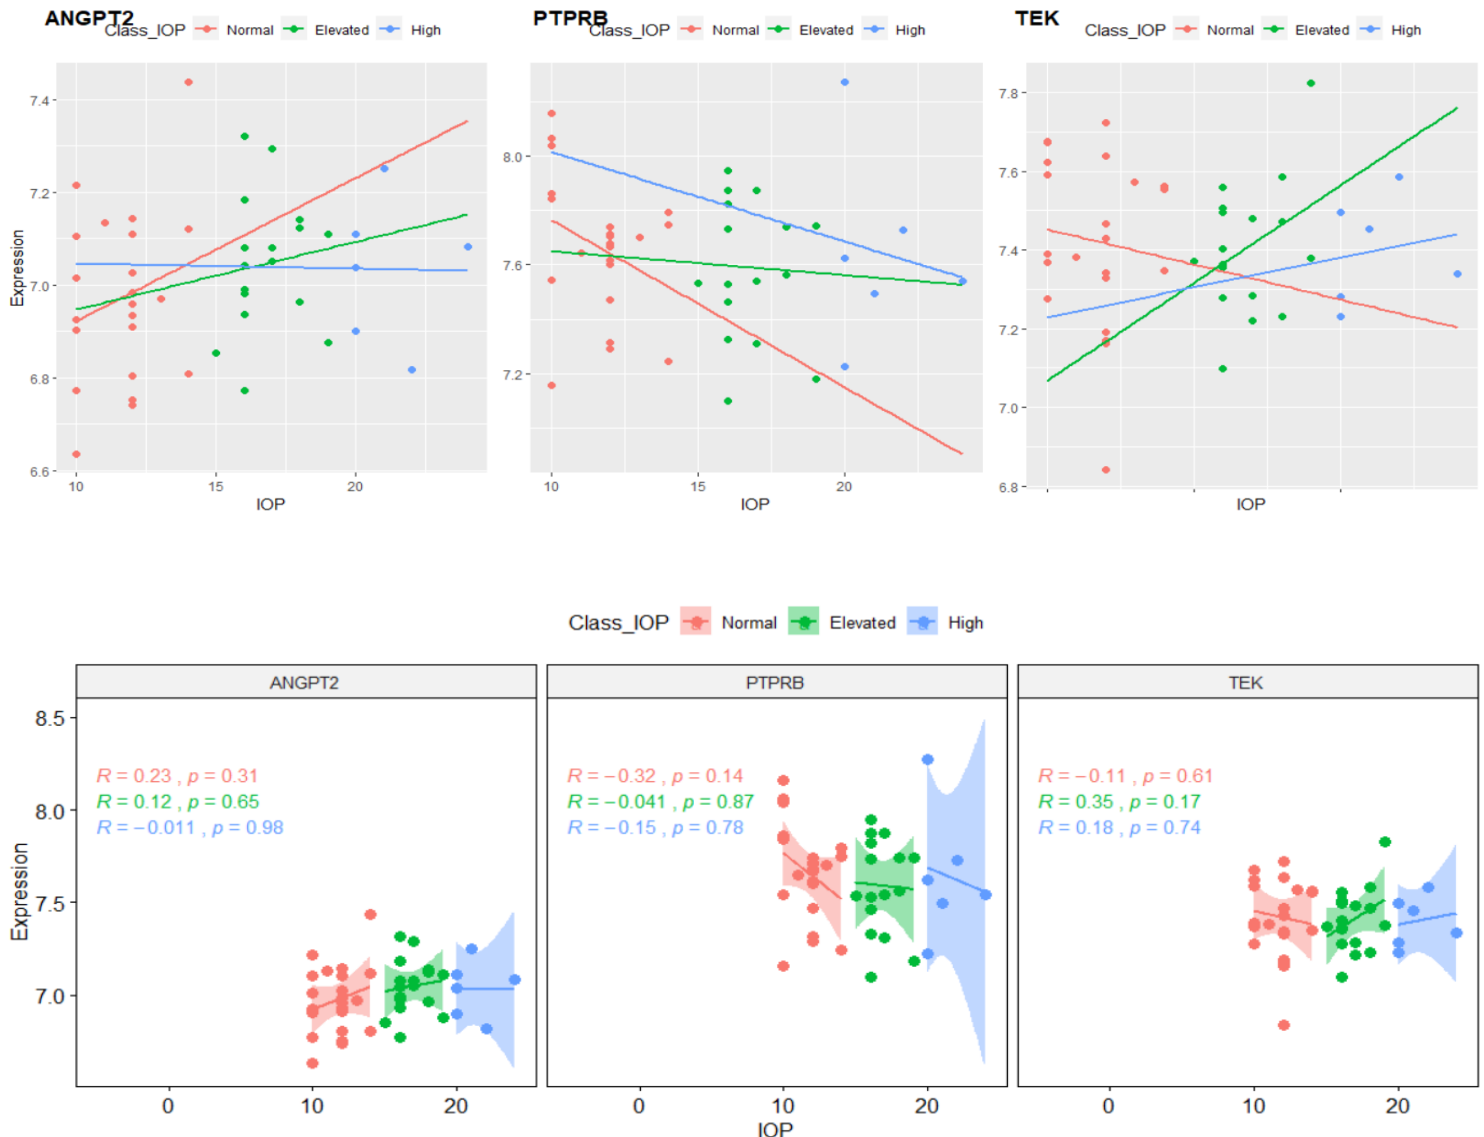 ANGPT2
Class_IOP Normal Elevated High
PTPRB
Class_IOP Normal Elevated High
TEK
Class_IOP Normal Elevated High
Expression
7.4
7.2
7.0
6.8
6.6
10 15 20
IOP
8.0
7.6
7.2
10 15 20
IOP
7.8
7.6
7.4
7.2
7.0
6.8
IOP
Class_IOP Normal Elevated High
ANGPT2 PTPRB TEK
Expression
8.5
8.0
7.5
7.0
R = 0.23 , p = 0.31
R = 0.12 , p = 0.65
R = −0.011 , p = 0.98
R = −0.32 , p = 0.14
R = −0.041 , p = 0.87
R = −0.15 , p = 0.78
R = −0.11 , p = 0.61
R = 0.35 , p = 0.17
R = 0.18 , p = 0.74
0 10 20 0 10 20 0 10 20
IOP